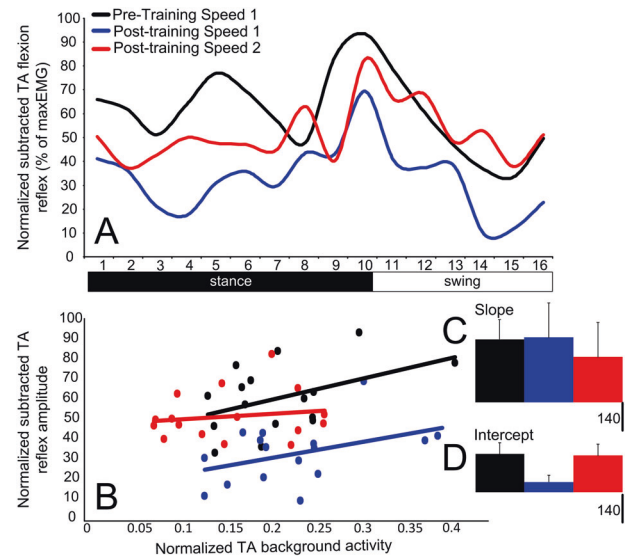 Pre-Training Speed 1
Post-training Speed 1
Post-training Speed 2
Normalized subtracted TA flexion
reflex (% of maxEMG)
100
90
80
70
60
50
40
30
20
10
0
A
1 2 3 4 5 6 7 8 9 10 11 12 13 14 15 16
stance swing
Normalized subtracted TA
reflex amplitude
100
90
80
70
60
50
40
30
20
10
0
B
0 0.05 0.1 0.15 0.2 0.25 0.3 0.35 0.4
Normalized TA background activity
C
Slope
140
D
Intercept
140